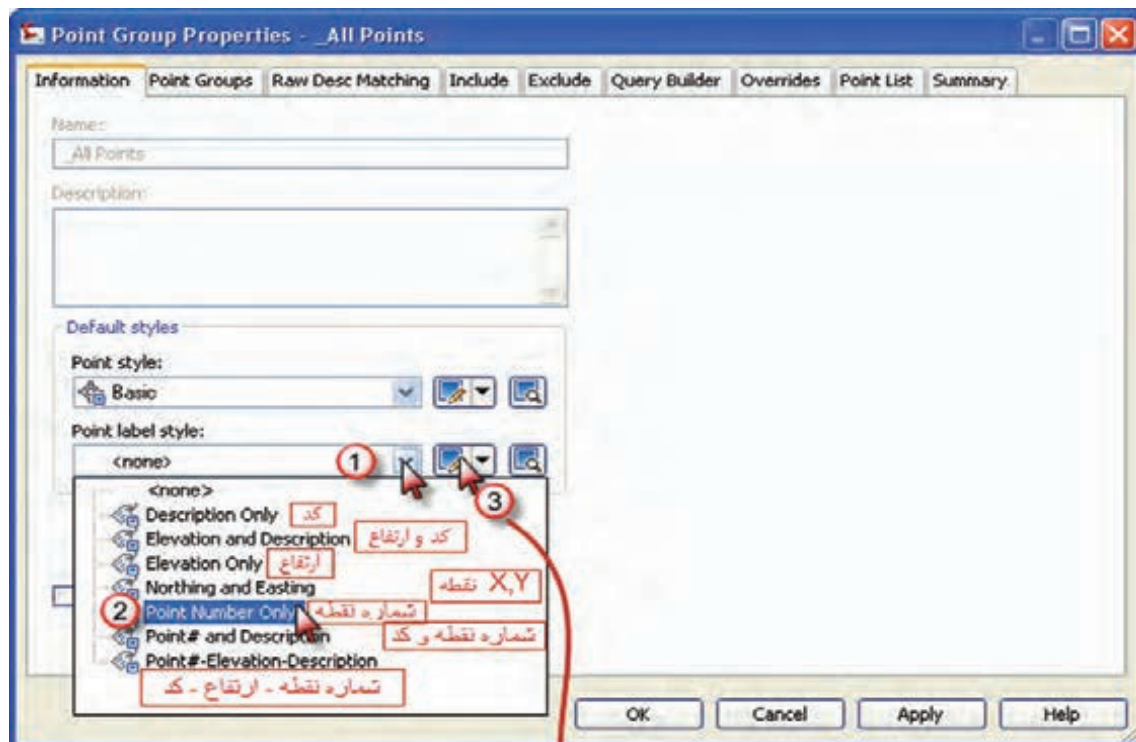 Point Group Properties - _All Points
Information Point Groups Raw Desc Matching Include Exclude Query Builder Overrides Point List Summary
Name:
_All Points
Description:
Default styles
Point style:
Basic
Point label style:
<none> 1
3
<none>
Description Only کد
Elevation and Description کد و ارتفاع
Elevation Only ارتفاع
Northing and Easting نقطه X,Y
2 Point Number Only شماره نقطه
Point# and Description شماره نقطه و کد
Point#-Elevation-Description
شماره نقطه - ارتفاع - کد
OK Cancel Apply Help